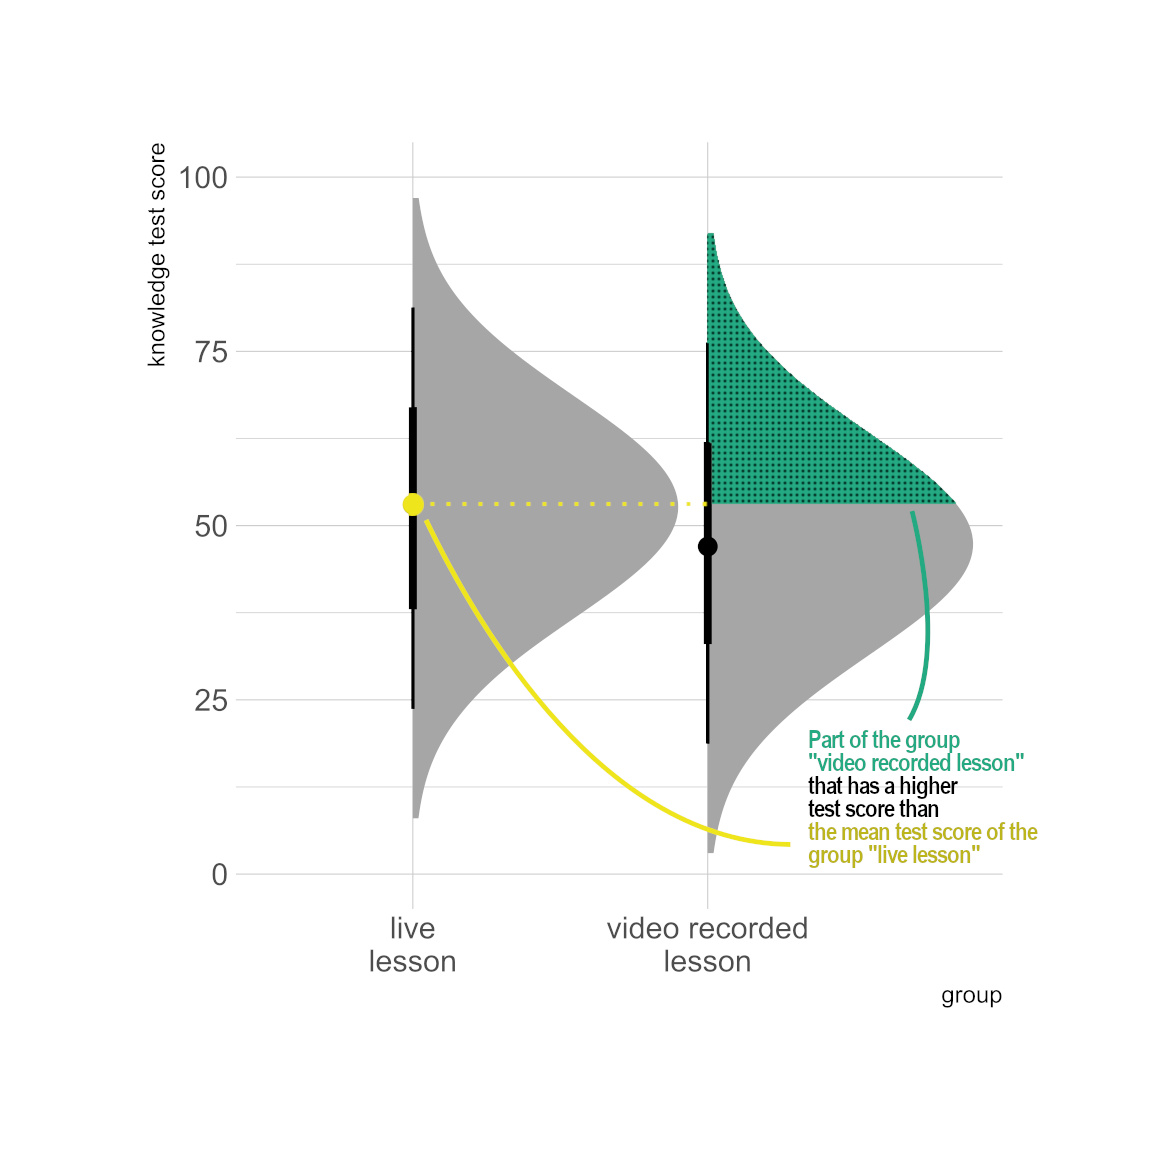 knowledge test score
100
75
50
25
0
Part of the group
"video recorded lesson"
that has a higher
test score than
the mean test score of the
group "live lesson"
live
lesson
video recorded
lesson
group